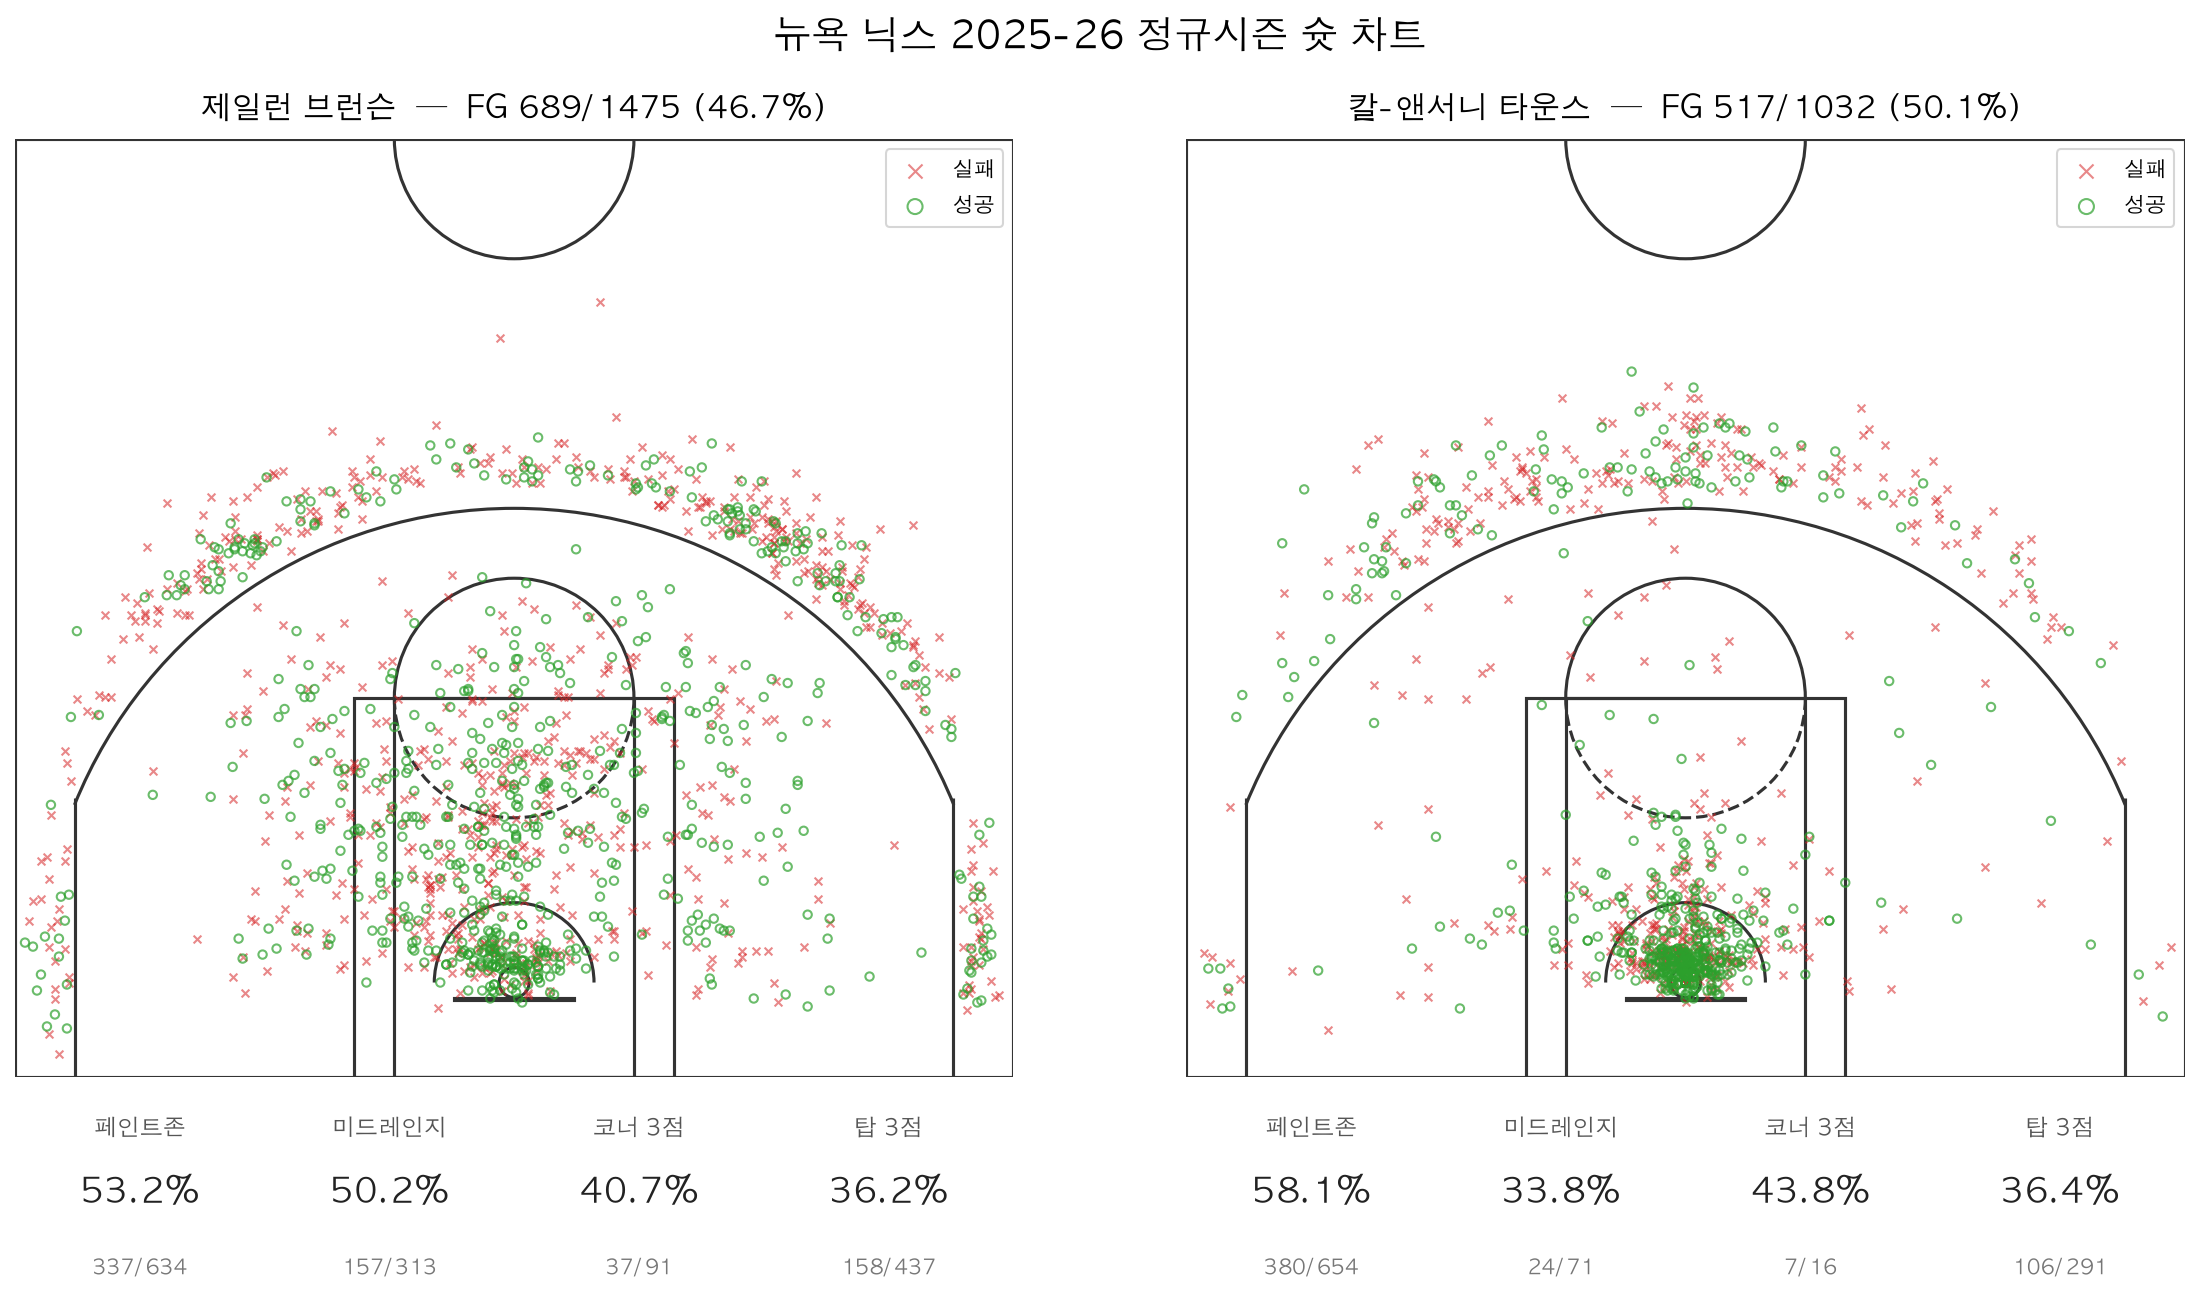 뉴욕 닉스 2025-26 정규시즌 슛 차트
제일런 브런슨 — FG 689/1475 (46.7%)
실패
성공
페인트존 미드레인지 코너 3점 탑 3점
53.2% 50.2% 40.7% 36.2%
337/634 157/313 37/91 158/437
칼-앤서니 타운스 — FG 517/1032 (50.1%)
실패
성공
페인트존 미드레인지 코너 3점 탑 3점
58.1% 33.8% 43.8% 36.4%
380/654 24/71 7/16 106/291